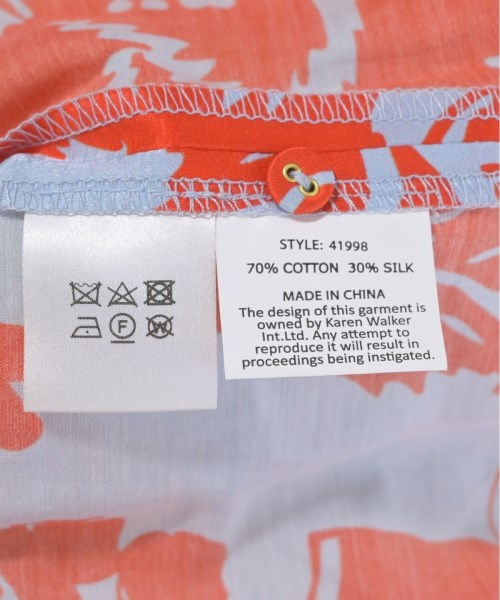 STYLE: 41998
70% COTTON 30% SILK
MADE IN CHINA
The design of this garment is
owned by Karen Walker
Int.Ltd. Any attempt to
reproduce it will result in
proceedings being instigated.
F
W